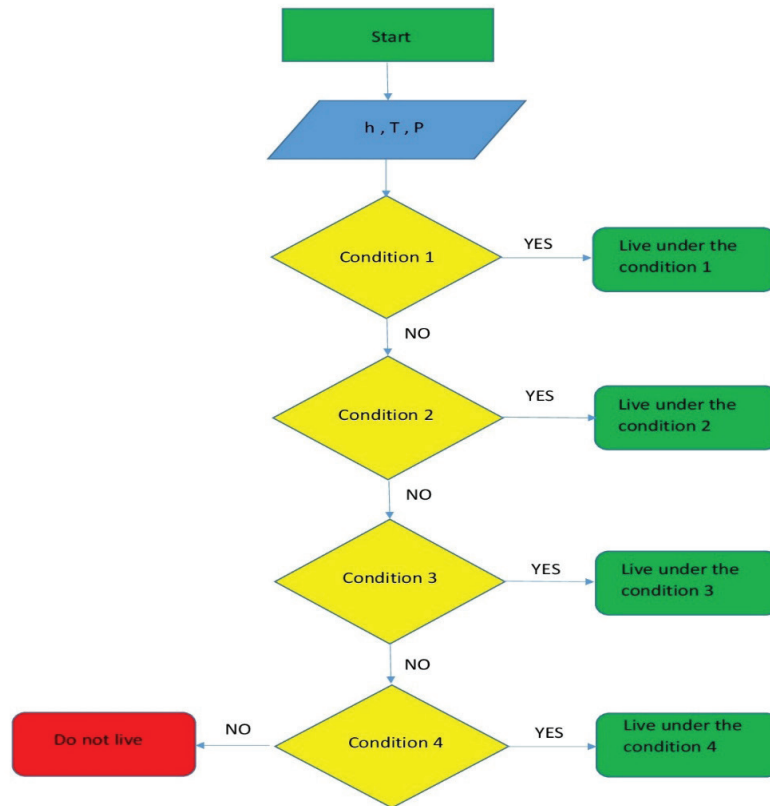 Start
h , T , P
Condition 1
YES
Live under the
condition 1
NO
Condition 2
YES
Live under the
condition 2
NO
Condition 3
YES
Live under the
condition 3
NO
Do not live
NO
Condition 4
YES
Live under the
condition 4